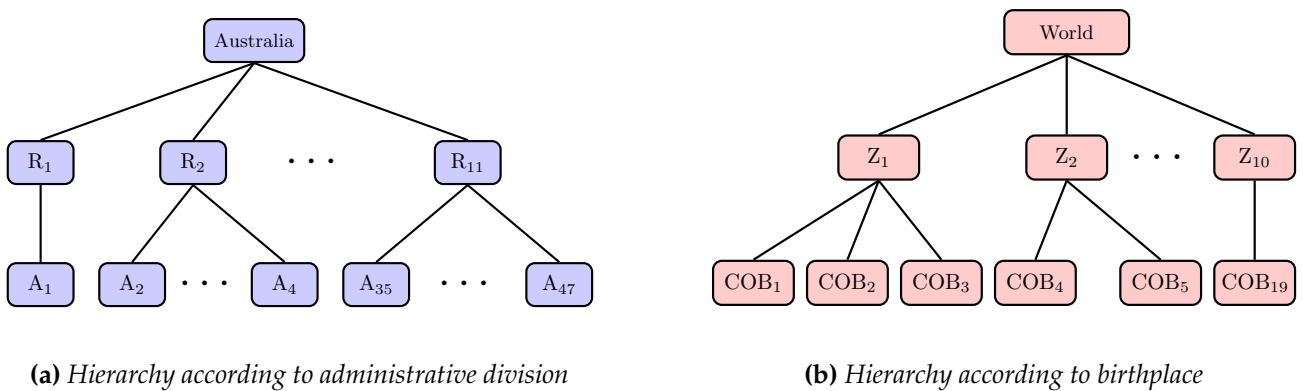 Australia
R₁ R₂ · · · R₁₁
A₁ A₂ · · · A₄ A₃₅ · · · A₄₇
(a) Hierarchy according to administrative division
World
Z₁ Z₂ · · · Z₁₀
COB₁ COB₂ COB₃ COB₄ COB₅ COB₁₉
(b) Hierarchy according to birthplace